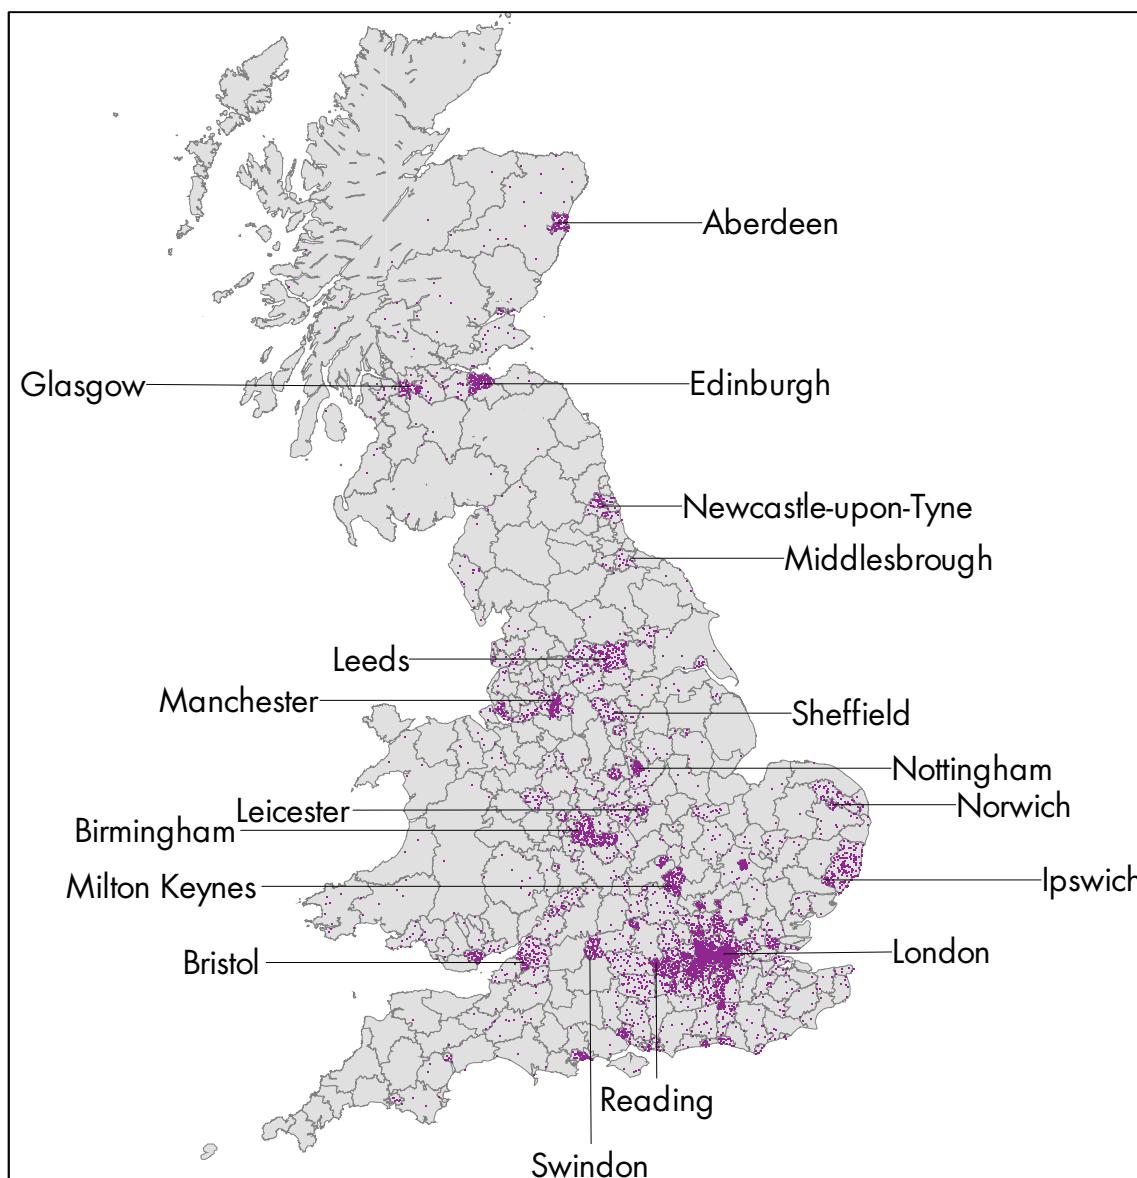 Aberdeen
Glasgow
Edinburgh
Newcastle-upon-Tyne
Middlesbrough
Leeds
Manchester
Sheffield
Nottingham
Leicester
Norwich
Birmingham
Milton Keynes
Ipswich
Bristol
London
Reading
Swindon